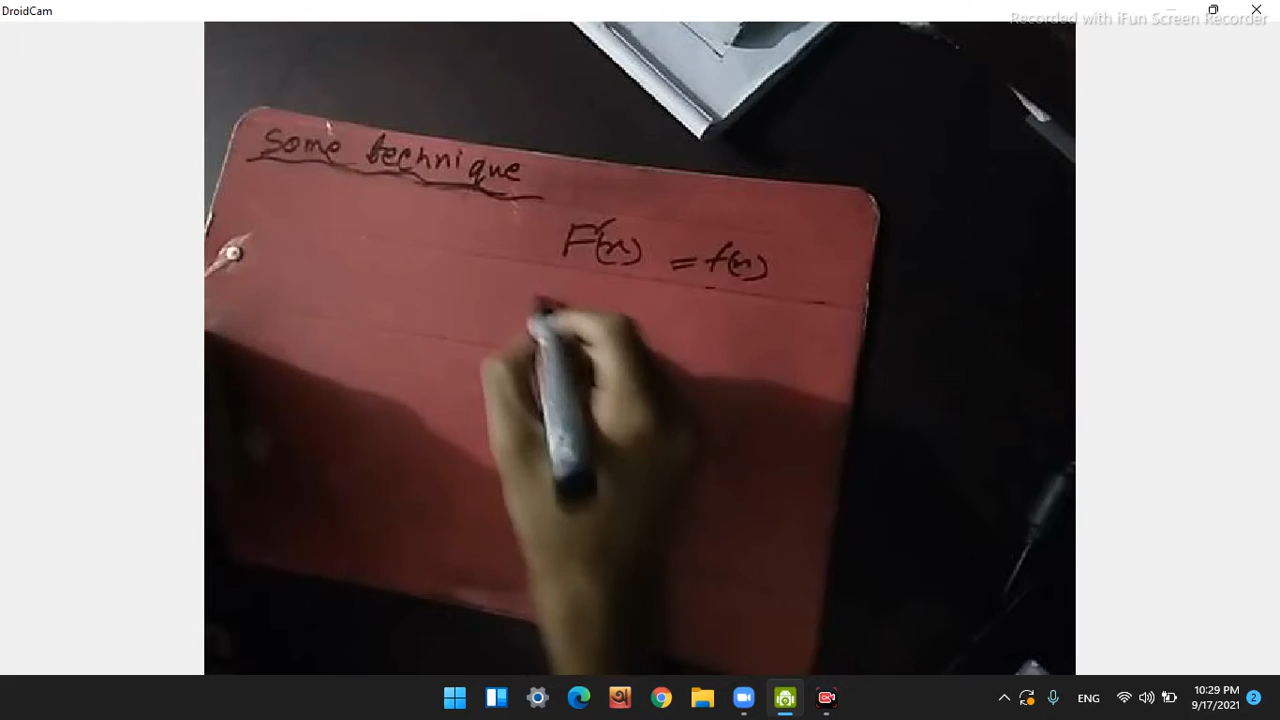 DroidCam
Recorded with iFun Screen Recorder
Some technique
F'(x) = f(x)
ENG
10:29 PM
9/17/2021
2